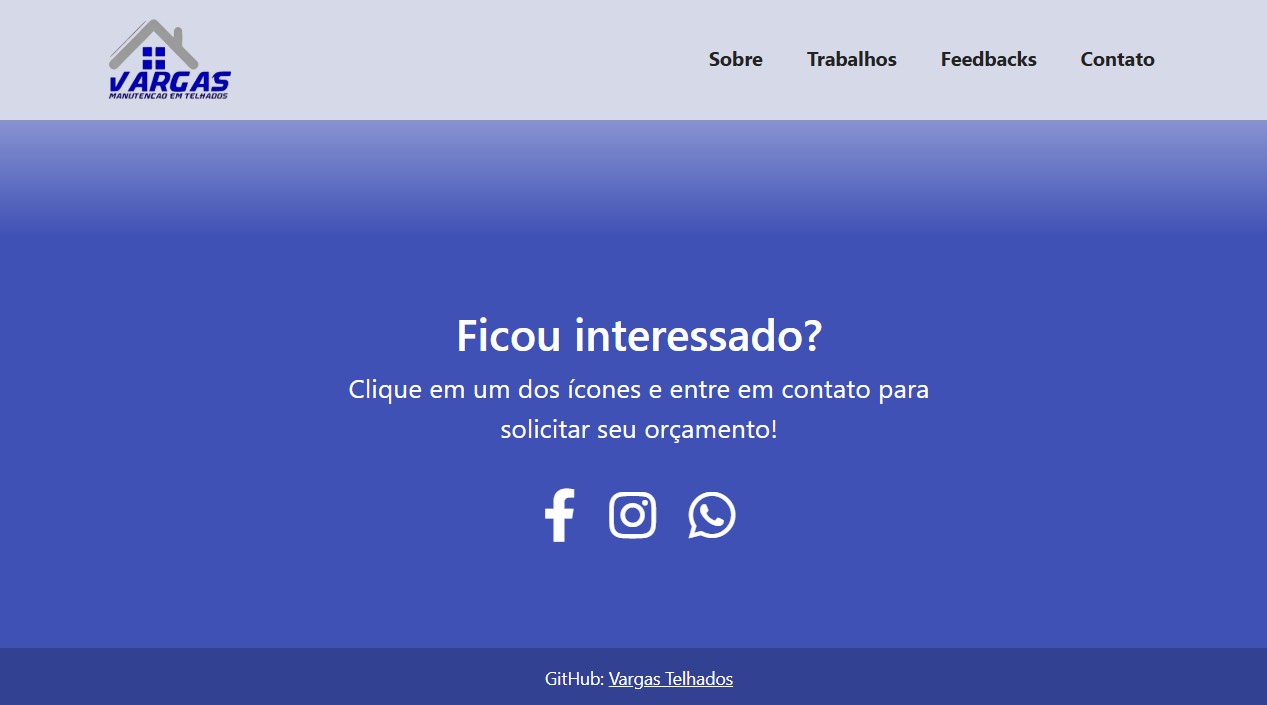 VARGAS
MANUTENCAO EM TELHADOS
Sobre Trabalhos Feedbacks Contato
Ficou interessado?
Clique em um dos ícones e entre em contato para
solicitar seu orçamento!
GitHub: Vargas Telhados